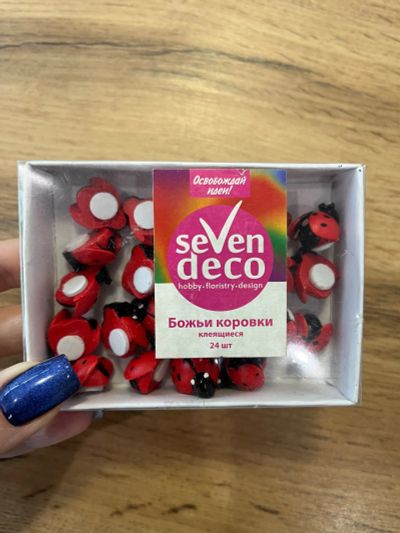 Освобождай
идеи!
seven
deco
hobby-floristry-design
Божьи коровки
клеящиеся
24 шт